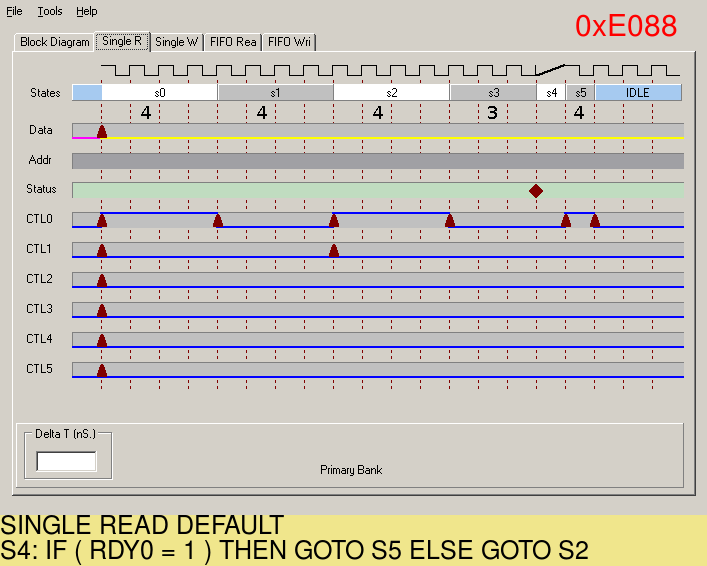 File Tools Help
0xE088
Block Diagram Single R Single W FIFO Rea FIFO Wri
States s0 s1 s2 s3 s4 s5 IDLE
4 4 4 3 4
Data
Addr
Status
CTL0
CTL1
CTL2
CTL3
CTL4
CTL5
Delta T (nS.)
Primary Bank
SINGLE READ DEFAULT
S4: IF ( RDY0 = 1 ) THEN GOTO S5 ELSE GOTO S2